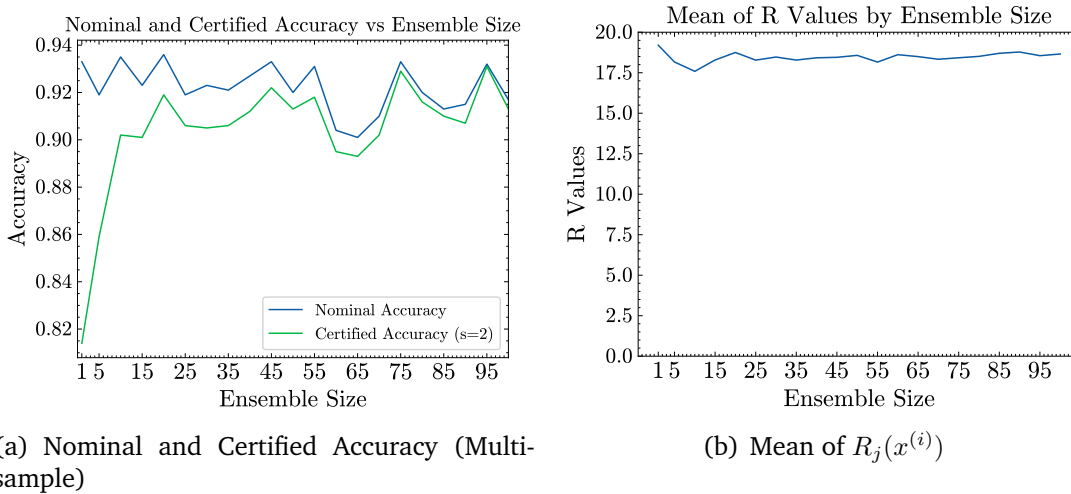 Nominal and Certified Accuracy vs Ensemble Size
0.94
0.92
0.90
0.88
0.86
0.84
0.82
Accuracy
Nominal Accuracy
Certified Accuracy (s=2)
1 5 15 25 35 45 55 65 75 85 95
Ensemble Size
(a) Nominal and Certified Accuracy (Multi-
sample)
Mean of R Values by Ensemble Size
20.0
17.5
15.0
12.5
10.0
7.5
5.0
2.5
0.0
R Values
1 5 15 25 35 45 55 65 75 85 95
Ensemble Size
(b) Mean of $R_j(x^{(i)})$